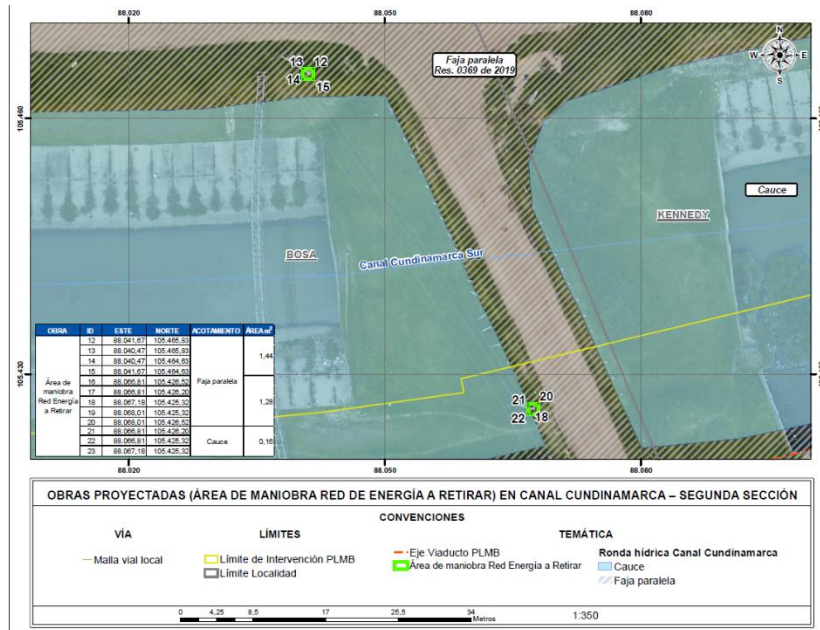 88.020 88.050 88.080
N
W E
S
Faja paralela
Res. 0369 de 2019
13 12
14 15
105.460
Cauce
KENNEDY
BOSA
Canal Cundinamarca Sur
105.430
21 20
22 18
OBRA ID ESTE NORTE ACOTAMIENTO ÁREA m²
Área de maniobra Red Energía a Retirar
12 88.041,67 105.465,83
13 88.040,47 105.465,83
14 88.040,47 105.464,63
15 88.041,67 105.464,63
Faja paralela 1,44
16 88.066,81 105.426,52
17 88.066,81 105.426,20
18 88.067,18 105.425,32
19 88.068,01 105.425,32
20 88.068,01 105.426,52
1,28
21 88.066,81 105.426,20
22 88.066,81 105.425,32
23 88.067,18 105.425,32
Cauce 0,16
88.020 88.050 88.080
OBRAS PROYECTADAS (ÁREA DE MANIOBRA RED DE ENERGÍA A RETIRAR) EN CANAL CUNDINAMARCA – SEGUNDA SECCIÓN
CONVENCIONES
VÍA LÍMITES TEMÁTICA
Malla vial local
Límite de Intervención PLMB
Límite Localidad
Eje Viaducto PLMB
Área de maniobra Red Energía a Retirar
Ronda hídrica Canal Cundinamarca
Cauce
Faja paralela
0 4,25 8,5 17 25,5 34
Metros
1:350